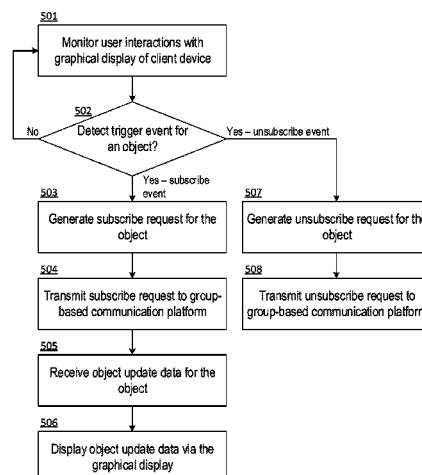 501
Monitor user interactions with
graphical display of client device
502
Detect trigger event for
an object?
No
Yes – unsubscribe event
Yes – subscribe
event
503
Generate subscribe request for the
object
507
Generate unsubscribe request for the
object
504
Transmit subscribe request to group-
based communication platform
508
Transmit unsubscribe request to
group-based communication platform
505
Receive object update data for the
object
506
Display object update data via the
graphical display